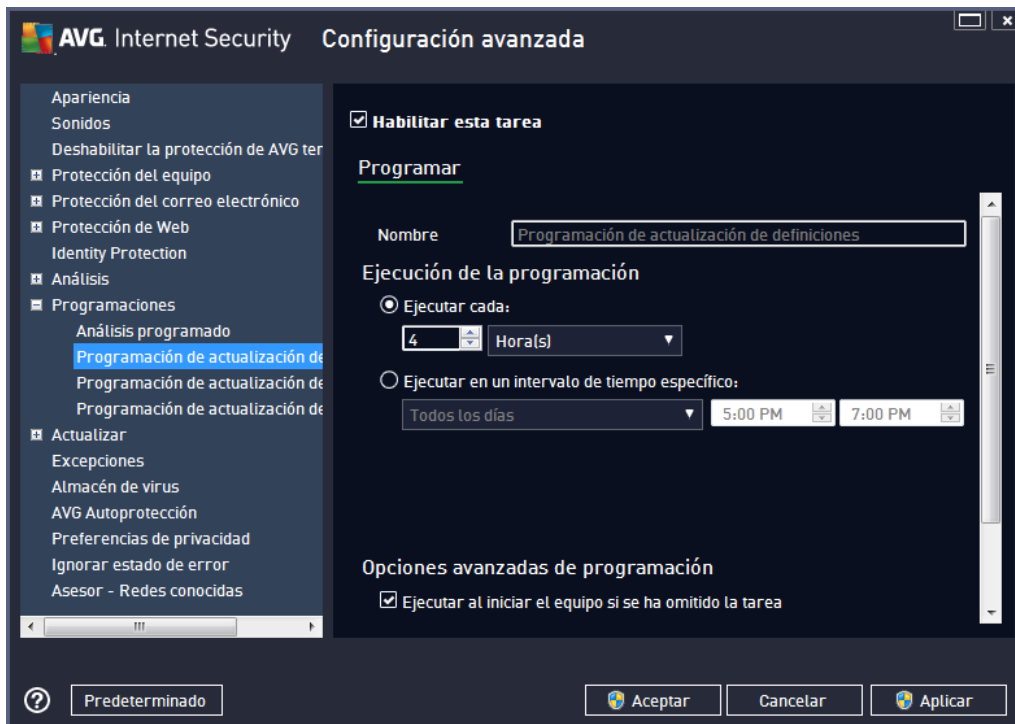 AVG. Internet Security Configuración avanzada
Apariencia
Sonidos
Deshabilitar la protección de AVG ter
Protección del equipo
Protección del correo electrónico
Protección de Web
Identity Protection
Análisis
Programaciones
Análisis programado
Programación de actualización de
Programación de actualización de
Programación de actualización de
Actualizar
Excepciones
Almacén de virus
AVG Autoprotección
Preferencias de privacidad
Ignorar estado de error
Asesor - Redes conocidas
Habilitar esta tarea
Programar
Nombre Programación de actualización de definiciones
Ejecución de la programación
Ejecutar cada:
4 Hora(s)
Ejecutar en un intervalo de tiempo específico:
Todos los días 5:00 PM 7:00 PM
Opciones avanzadas de programación
Ejecutar al iniciar el equipo si se ha omitido la tarea
? Predeterminado Aceptar Cancelar Aplicar